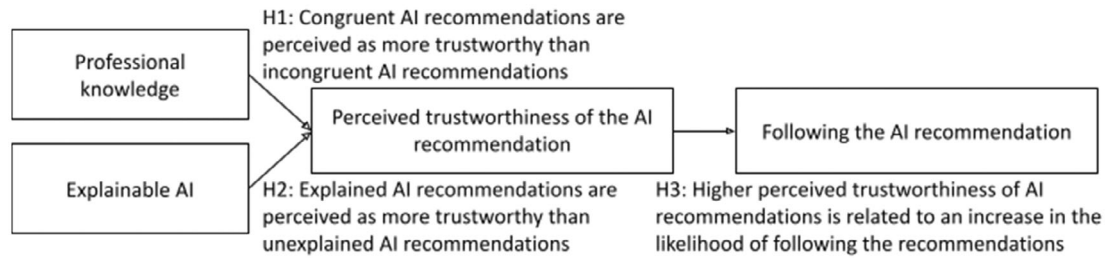 H1: Congruent AI recommendations are
perceived as more trustworthy than
incongruent AI recommendations
Professional
knowledge
Perceived trustworthiness of the AI
recommendation
Following the AI recommendation
Explainable AI
H2: Explained AI recommendations are
perceived as more trustworthy than
unexplained AI recommendations
H3: Higher perceived trustworthiness of AI
recommendations is related to an increase in the
likelihood of following the recommendations